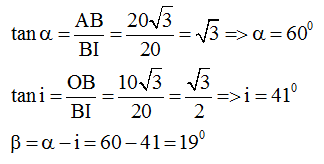 tan α = AB/BI = 20√3/20 = √3 => α = 60⁰
tan i = OB/BI = 10√3/20 = √3/2 => i = 41⁰
β = α − i = 60 − 41 = 19⁰